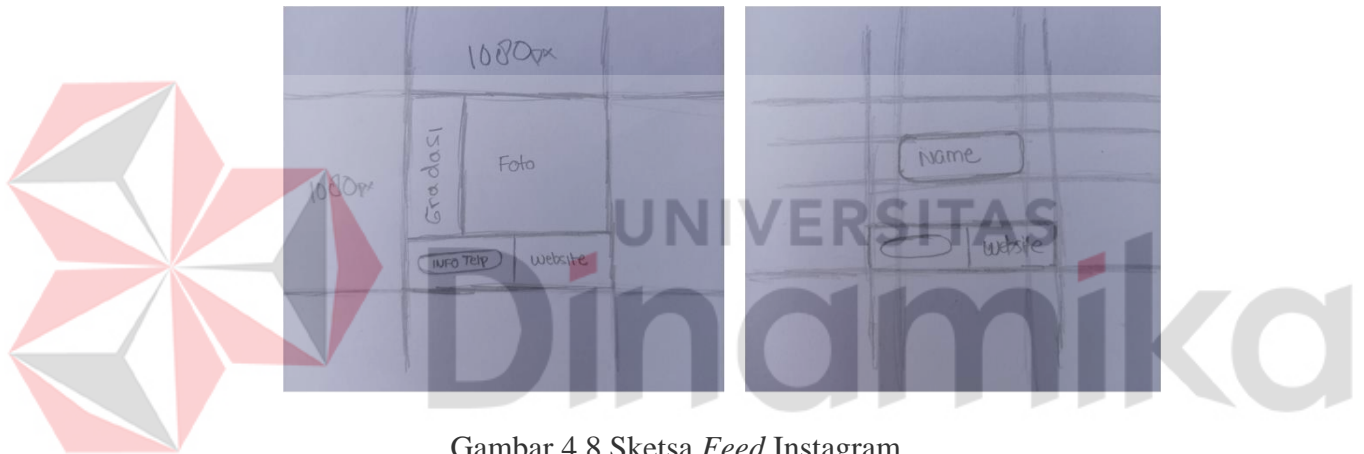 1080px
1080px
Gradasi
Foto
INFO Telp
Website
Name
Website
UNIVERSITAS
Dinamika
Gambar 4.8 Sketsa Feed Instagram